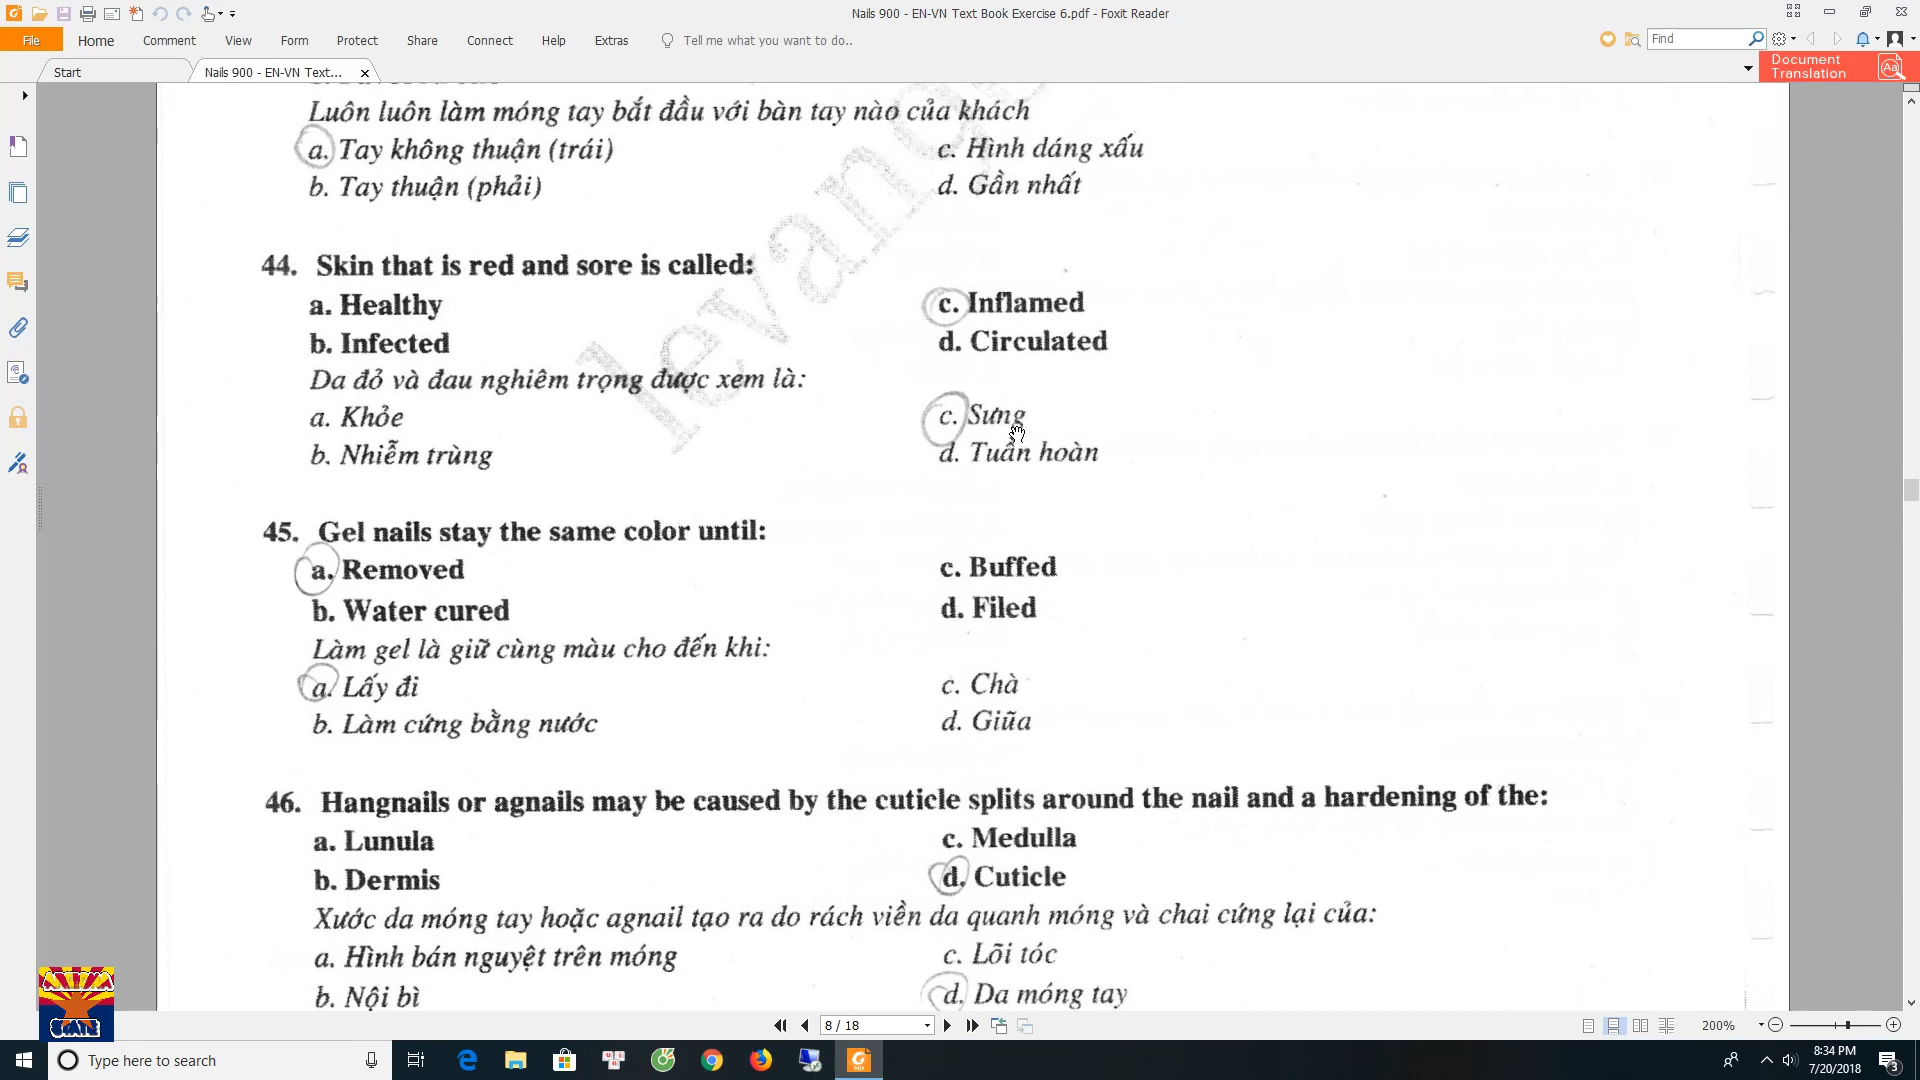 Nails 900 - EN-VN Text Book Exercise 6.pdf - Foxit Reader
File Home Comment View Form Protect Share Connect Help Extras Tell me what you want to do.. Find
Start Nails 900 - EN-VN Text... Document
Translation
Luôn luôn làm móng tay bắt đầu với bàn tay nào của khách
a. Tay không thuận (trái) c. Hình dáng xấu
b. Tay thuận (phải) d. Gần nhất
44. Skin that is red and sore is called:
a. Healthy c. Inflamed
b. Infected d. Circulated
Da đỏ và đau nghiêm trọng được xem là:
a. Khỏe c. Sưng
b. Nhiễm trùng d. Tuần hoàn
45. Gel nails stay the same color until:
a. Removed c. Buffed
b. Water cured d. Filed
Làm gel là giữ cùng màu cho đến khi:
a. Lấy đi c. Chà
b. Làm cứng bằng nước d. Giũa
46. Hangnails or agnails may be caused by the cuticle splits around the nail and a hardening of the:
a. Lunula c. Medulla
b. Dermis d. Cuticle
Xước da móng tay hoặc agnail tạo ra do rách viền da quanh móng và chai cứng lại của:
a. Hình bán nguyệt trên móng c. Lõi tóc
b. Nội bì d. Da móng tay
levan
STATE
8 / 18 200%
Type here to search 8:34 PM
7/20/2018 3